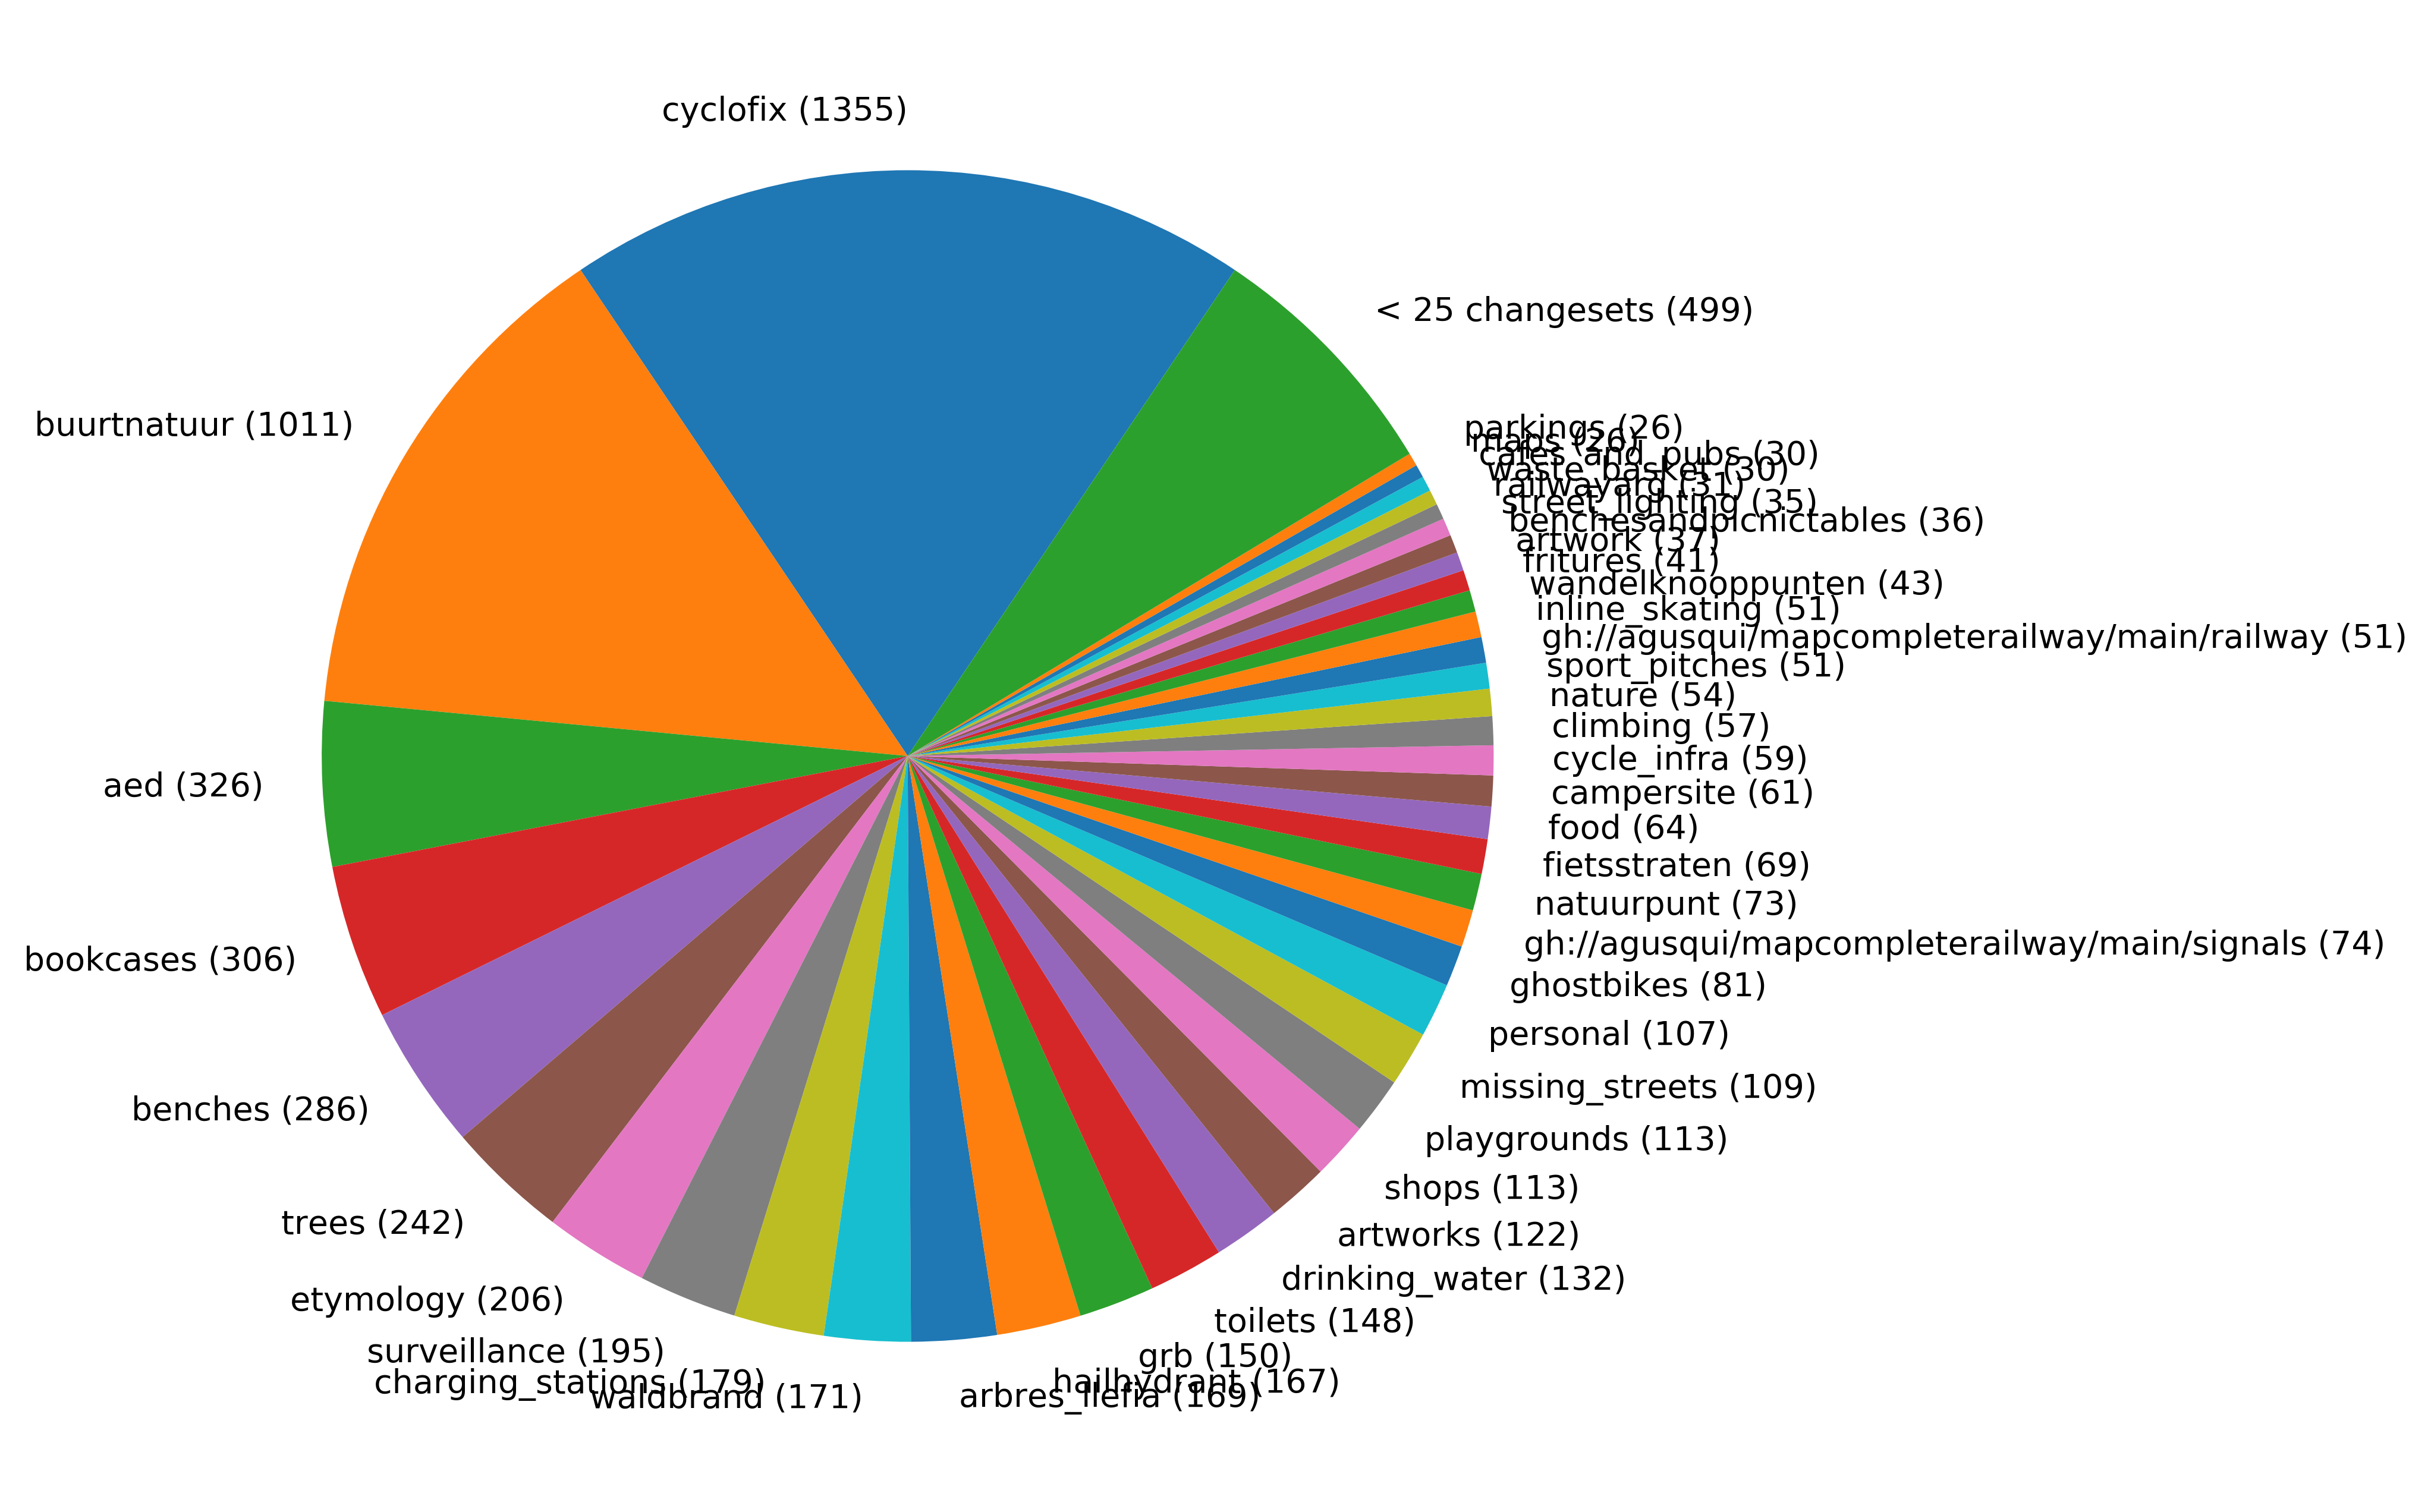 cyclofix (1355)
< 25 changesets (499)
buurtnatuur (1011)
parkings (26)
maps (26)
cafes_and_pubs (30)
waste_basket (30)
railwayard (31)
street_lighting (35)
benchesandpicnictables (36)
artwork (37)
fritures (41)
wandelknooppunten (43)
inline_skating (51)
gh://agusqui/mapcompleterailway/main/railway (51)
sport_pitches (51)
nature (54)
climbing (57)
cycle_infra (59)
aed (326)
campersite (61)
food (64)
fietsstraten (69)
natuurpunt (73)
gh://agusqui/mapcompleterailway/main/signals (74)
bookcases (306)
ghostbikes (81)
personal (107)
missing_streets (109)
benches (286)
playgrounds (113)
shops (113)
trees (242)
artworks (122)
drinking_water (132)
etymology (206)
toilets (148)
surveillance (195)
grb (150)
charging_stations (179)
hailhydrant (167)
waldbrand (171)
arbres_llefia (169)